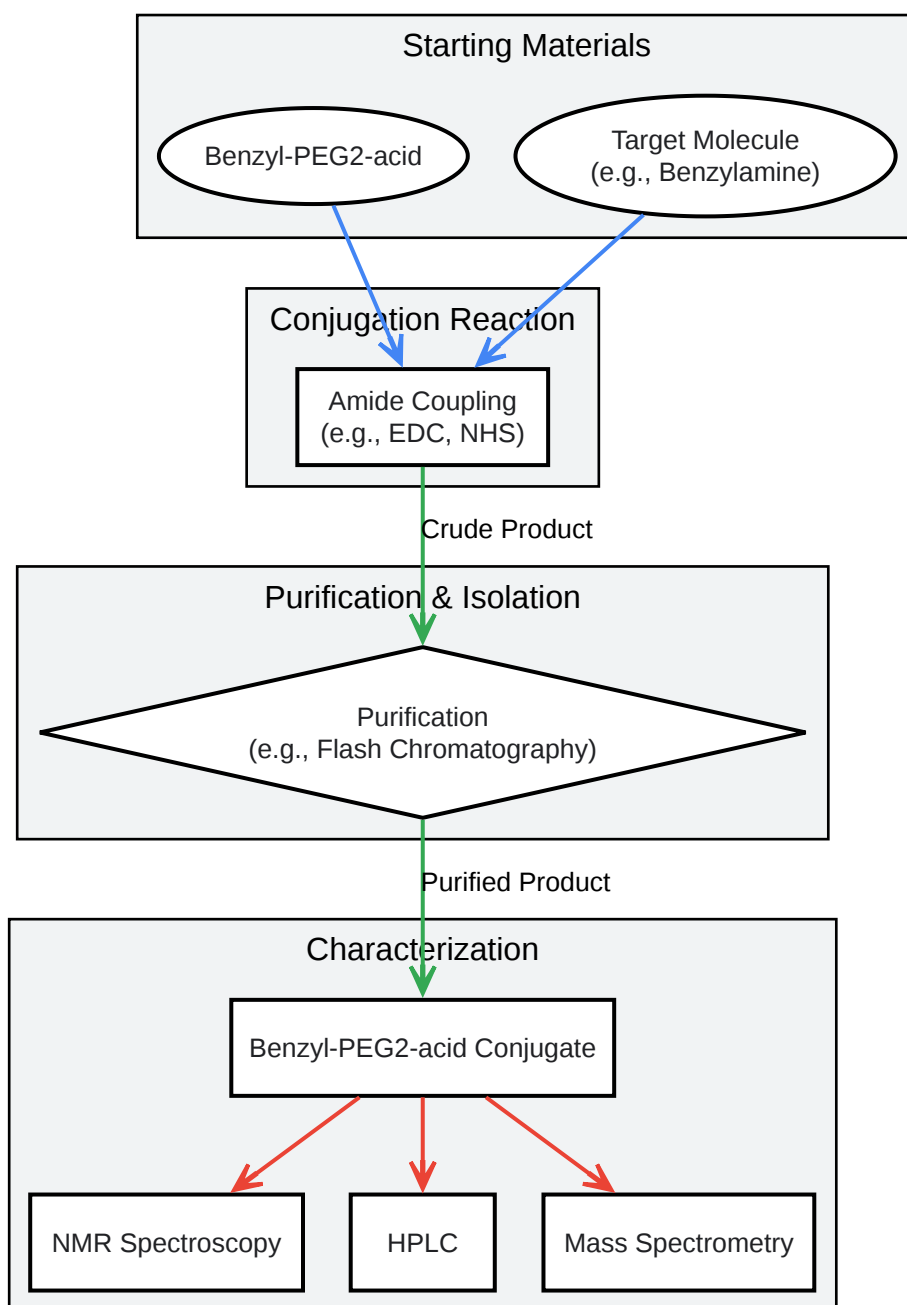 Starting Materials
Benzyl-PEG2-acid
Target Molecule
(e.g., Benzylamine)
Conjugation Reaction
Amide Coupling
(e.g., EDC, NHS)
Crude Product
Purification & Isolation
Purification
(e.g., Flash Chromatography)
Purified Product
Characterization
Benzyl-PEG2-acid Conjugate
NMR Spectroscopy
HPLC
Mass Spectrometry